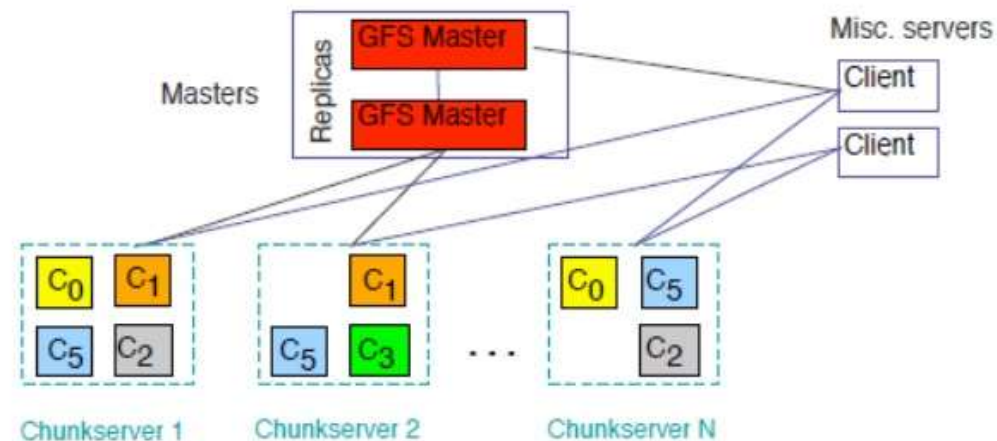 GFS Master
Misc. servers
Replicas
Masters
Client
GFS Master
Client
C0 C1 C1 C0 C5
C5 C2 C5 C3 ... C2
Chunkserver 1 Chunkserver 2 Chunkserver N